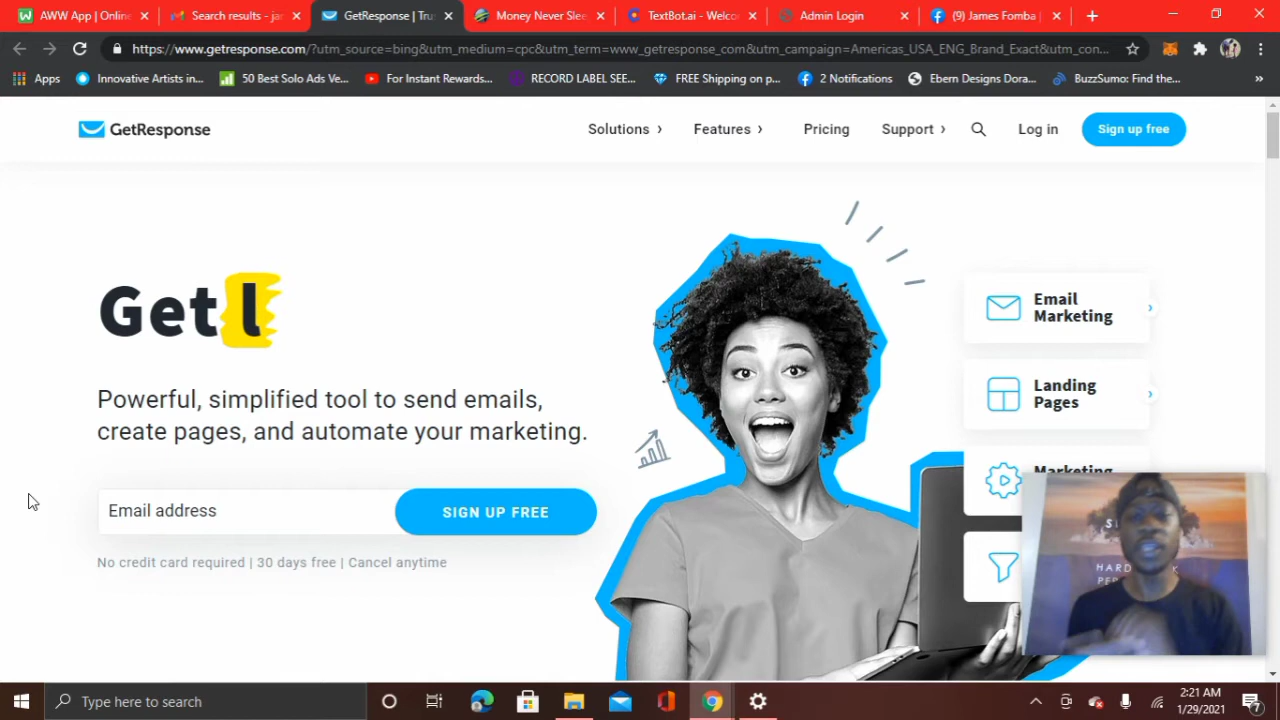 AWW App | Online
Search results - jar
GetResponse | Trus
Money Never Slee
TextBot.ai - Welco
Admin Login
(9) James Fomba |
https://www.getresponse.com/?utm_source=bing&utm_medium=cpc&utm_term=www_getresponse_com&utm_campaign=Americas_USA_ENG_Brand_Exact&utm_con...
Apps
Innovative Artists in...
50 Best Solo Ads Ve...
For Instant Rewards...
RECORD LABEL SEE...
FREE Shipping on p...
2 Notifications
Ebern Designs Dora...
BuzzSumo: Find the...
»
GetResponse
Solutions
Features
Pricing
Support
Log in
Sign up free
Get l
Powerful, simplified tool to send emails,
create pages, and automate your marketing.
Email address
SIGN UP FREE
No credit card required | 30 days free | Cancel anytime
Email
Marketing
Landing
Pages
Marketing
HARD
Type here to search
2:21 AM
1/29/2021
7